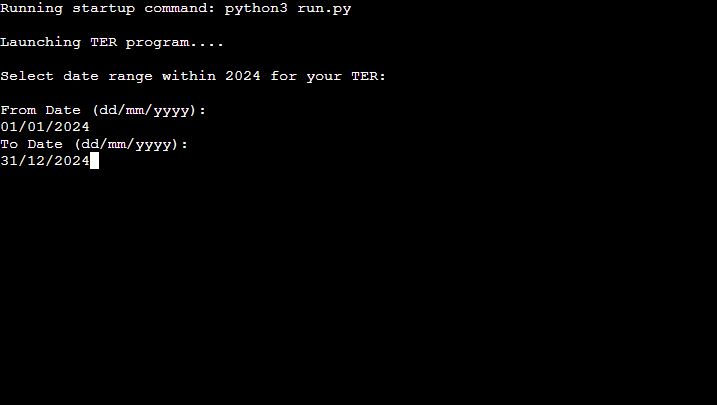 Running startup command: python3 run.py
Launching TER program....
Select date range within 2024 for your TER:
From Date (dd/mm/yyyy):
01/01/2024
To Date (dd/mm/yyyy):
31/12/2024